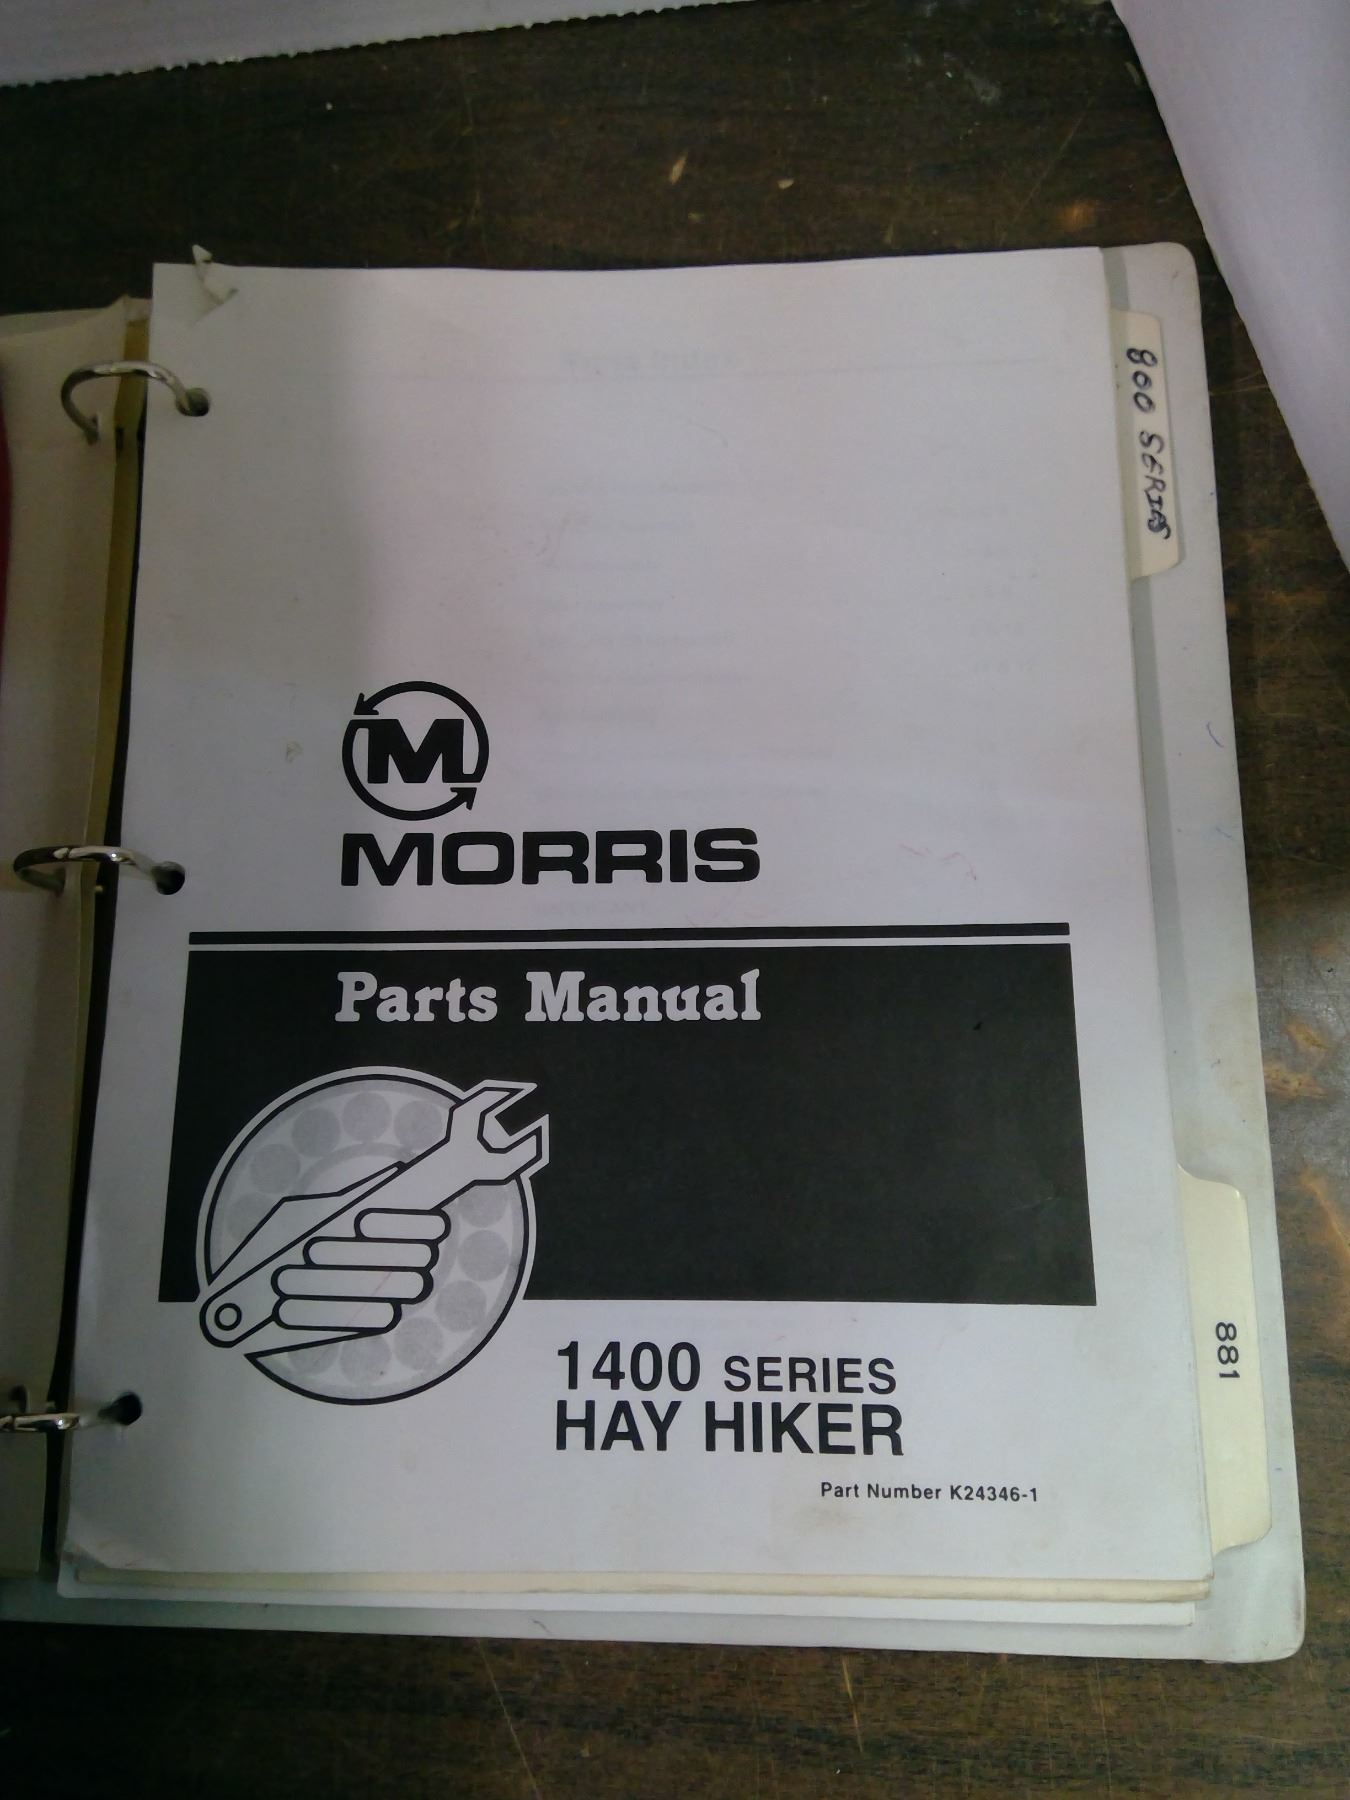 800 SERIES
M
MORRIS
Parts Manual
1400 SERIES
HAY HIKER
Part Number K24346-1
881